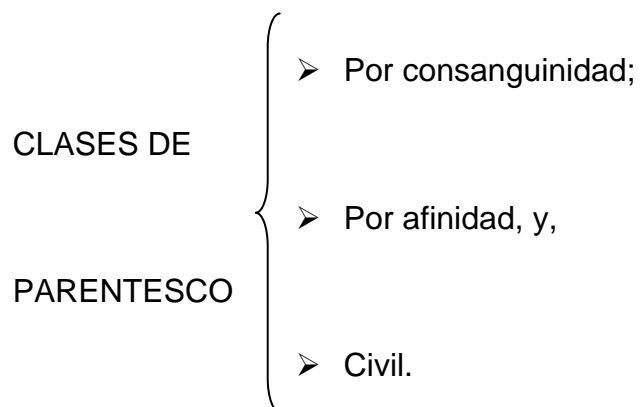 CLASES DE
PARENTESCO
➢ Por consanguinidad;
➢ Por afinidad, y,
➢ Civil.